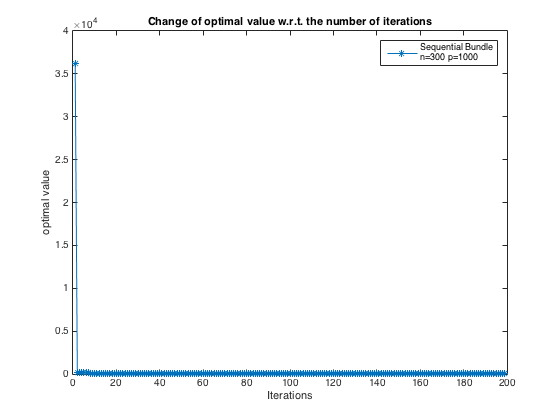 Change of optimal value w.r.t. the number of iterations
×10⁴
4
3.5
3
2.5
2
1.5
1
0.5
0
optimal value
Sequential Bundle
n=300 p=1000
0 20 40 60 80 100 120 140 160 180 200
Iterations